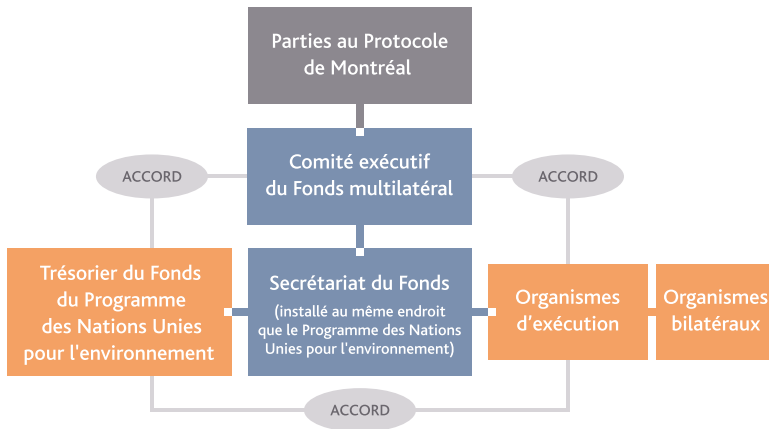 Parties au Protocole
de Montréal
Comité exécutif
du Fonds multilatéral
ACCORD
ACCORD
Trésorier du Fonds
du Programme
des Nations Unies
pour l'environnement
Secrétariat du Fonds
(installé au même endroit
que le Programme des Nations
Unies pour l'environnement)
Organismes
d’exécution
Organismes
bilatéraux
ACCORD